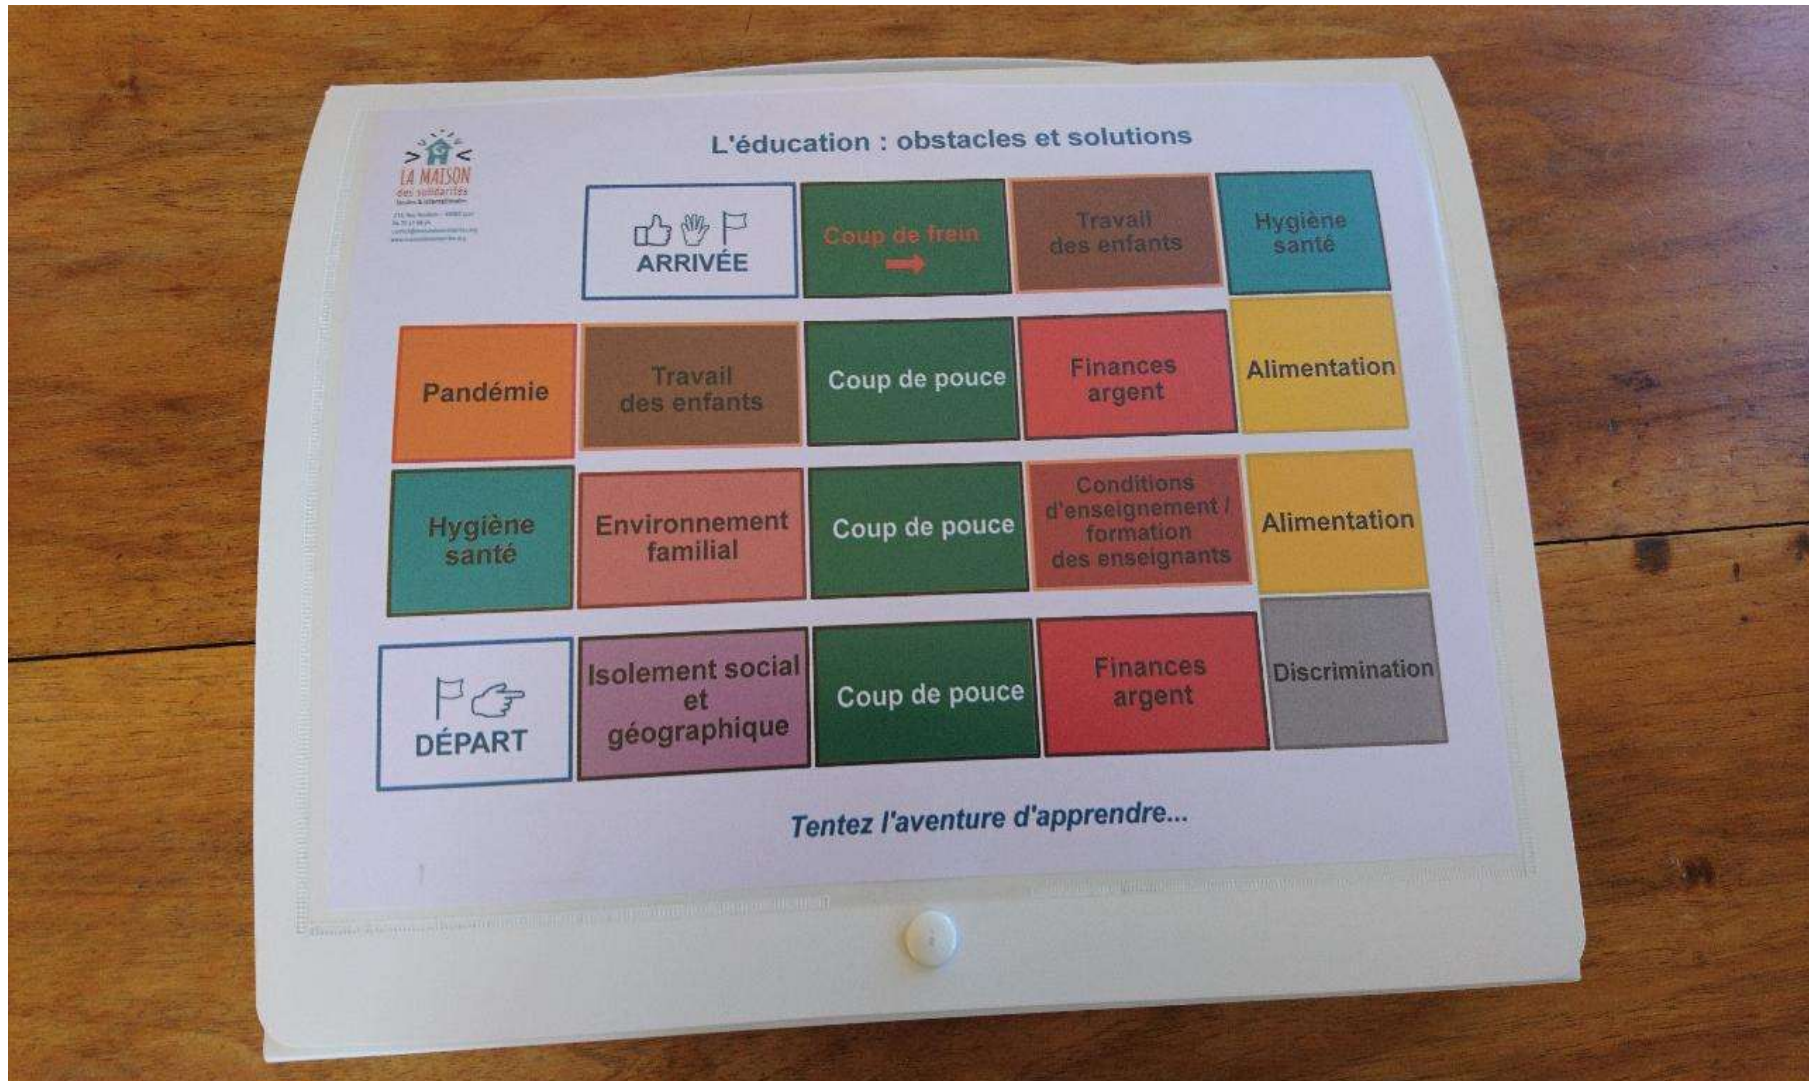 LA MAISON
des solidarités
locales & internationales
L'éducation : obstacles et solutions
ARRIVÉE
Coup de frein
Travail
des enfants
Hygiène
santé
Pandémie
Travail
des enfants
Coup de pouce
Finances
argent
Alimentation
Hygiène
santé
Environnement
familial
Coup de pouce
Conditions
d'enseignement /
formation
des enseignants
Alimentation
DÉPART
Isolement social
et
géographique
Coup de pouce
Finances
argent
Discrimination
Tentez l'aventure d'apprendre...